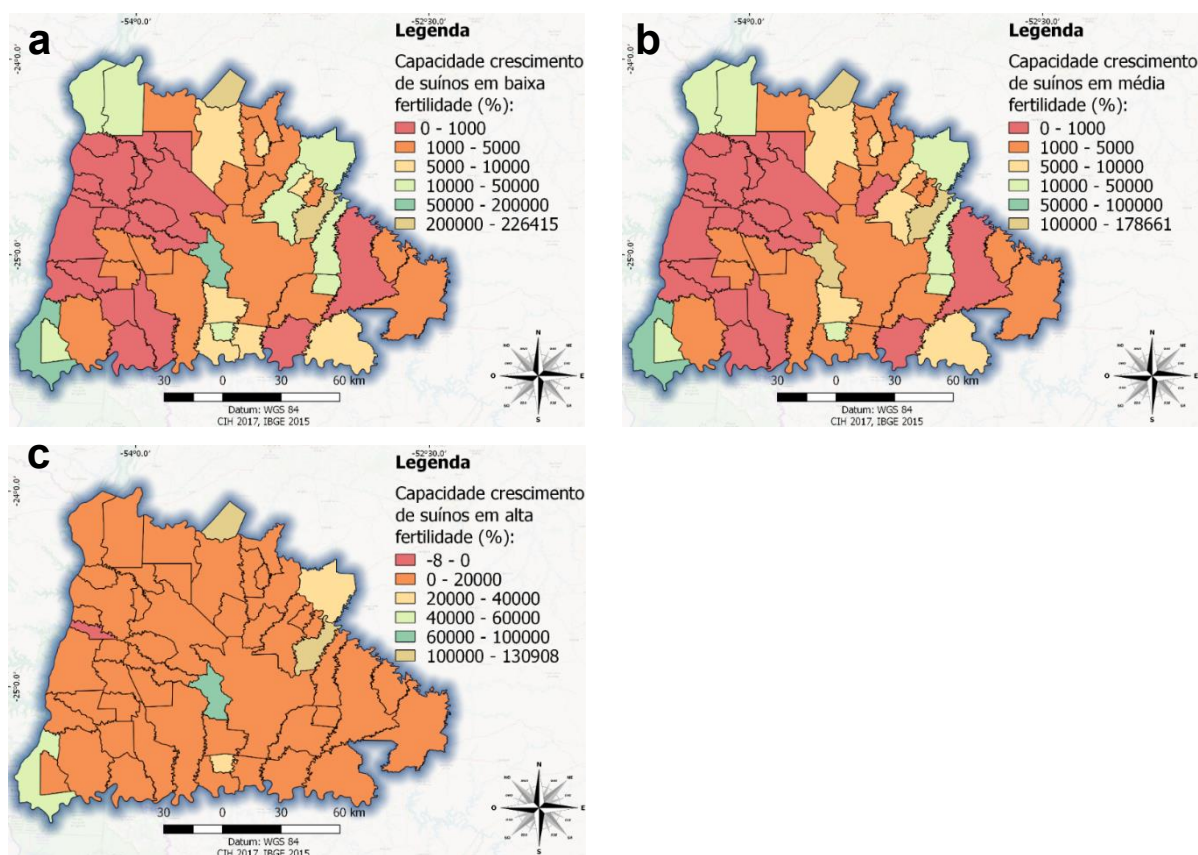 a
-54°0.0'
-52°30.0'
-24°0.0'
-25°0.0'
Legenda
Capacidade crescimento
de suínos em baixa
fertilidade (%):
0 - 1000
1000 - 5000
5000 - 10000
10000 - 50000
50000 - 200000
200000 - 226415
N
O
E
S
30 0 30 60 km
Datum: WGS 84
CIH 2017, IBGE 2015
b
-54°0.0'
-52°30.0'
-24°0.0'
-25°0.0'
Legenda
Capacidade crescimento
de suínos em média
fertilidade (%):
0 - 1000
1000 - 5000
5000 - 10000
10000 - 50000
50000 - 100000
100000 - 178661
N
O
E
S
30 0 30 60 km
Datum: WGS 84
CIH 2017, IBGE 2015
c
-54°0.0'
-52°30.0'
-24°0.0'
-25°0.0'
Legenda
Capacidade crescimento
de suínos em alta
fertilidade (%):
-8 - 0
0 - 20000
20000 - 40000
40000 - 60000
60000 - 100000
100000 - 130908
N
O
E
S
30 0 30 60 km
Datum: WGS 84
CIH 2017, IBGE 2015